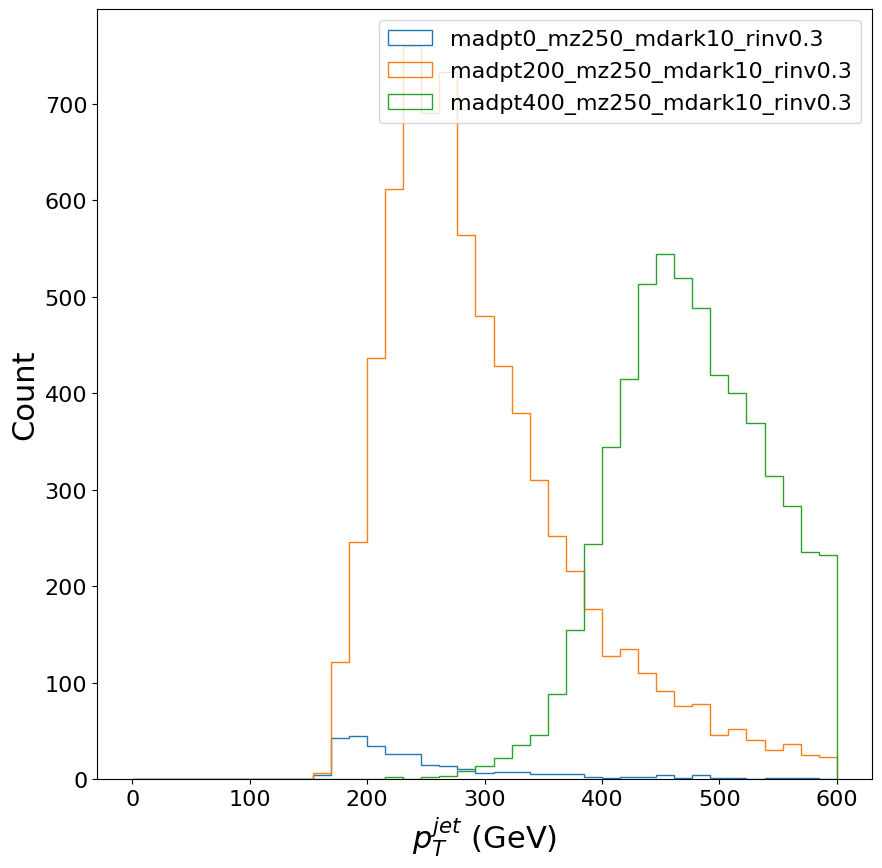 madpt0_mz250_mdark10_rinv0.3
madpt200_mz250_mdark10_rinv0.3
madpt400_mz250_mdark10_rinv0.3
700
600
500
400
300
200
100
0
Count
0 100 200 300 400 500 600
$p_T^{jet}$ (GeV)